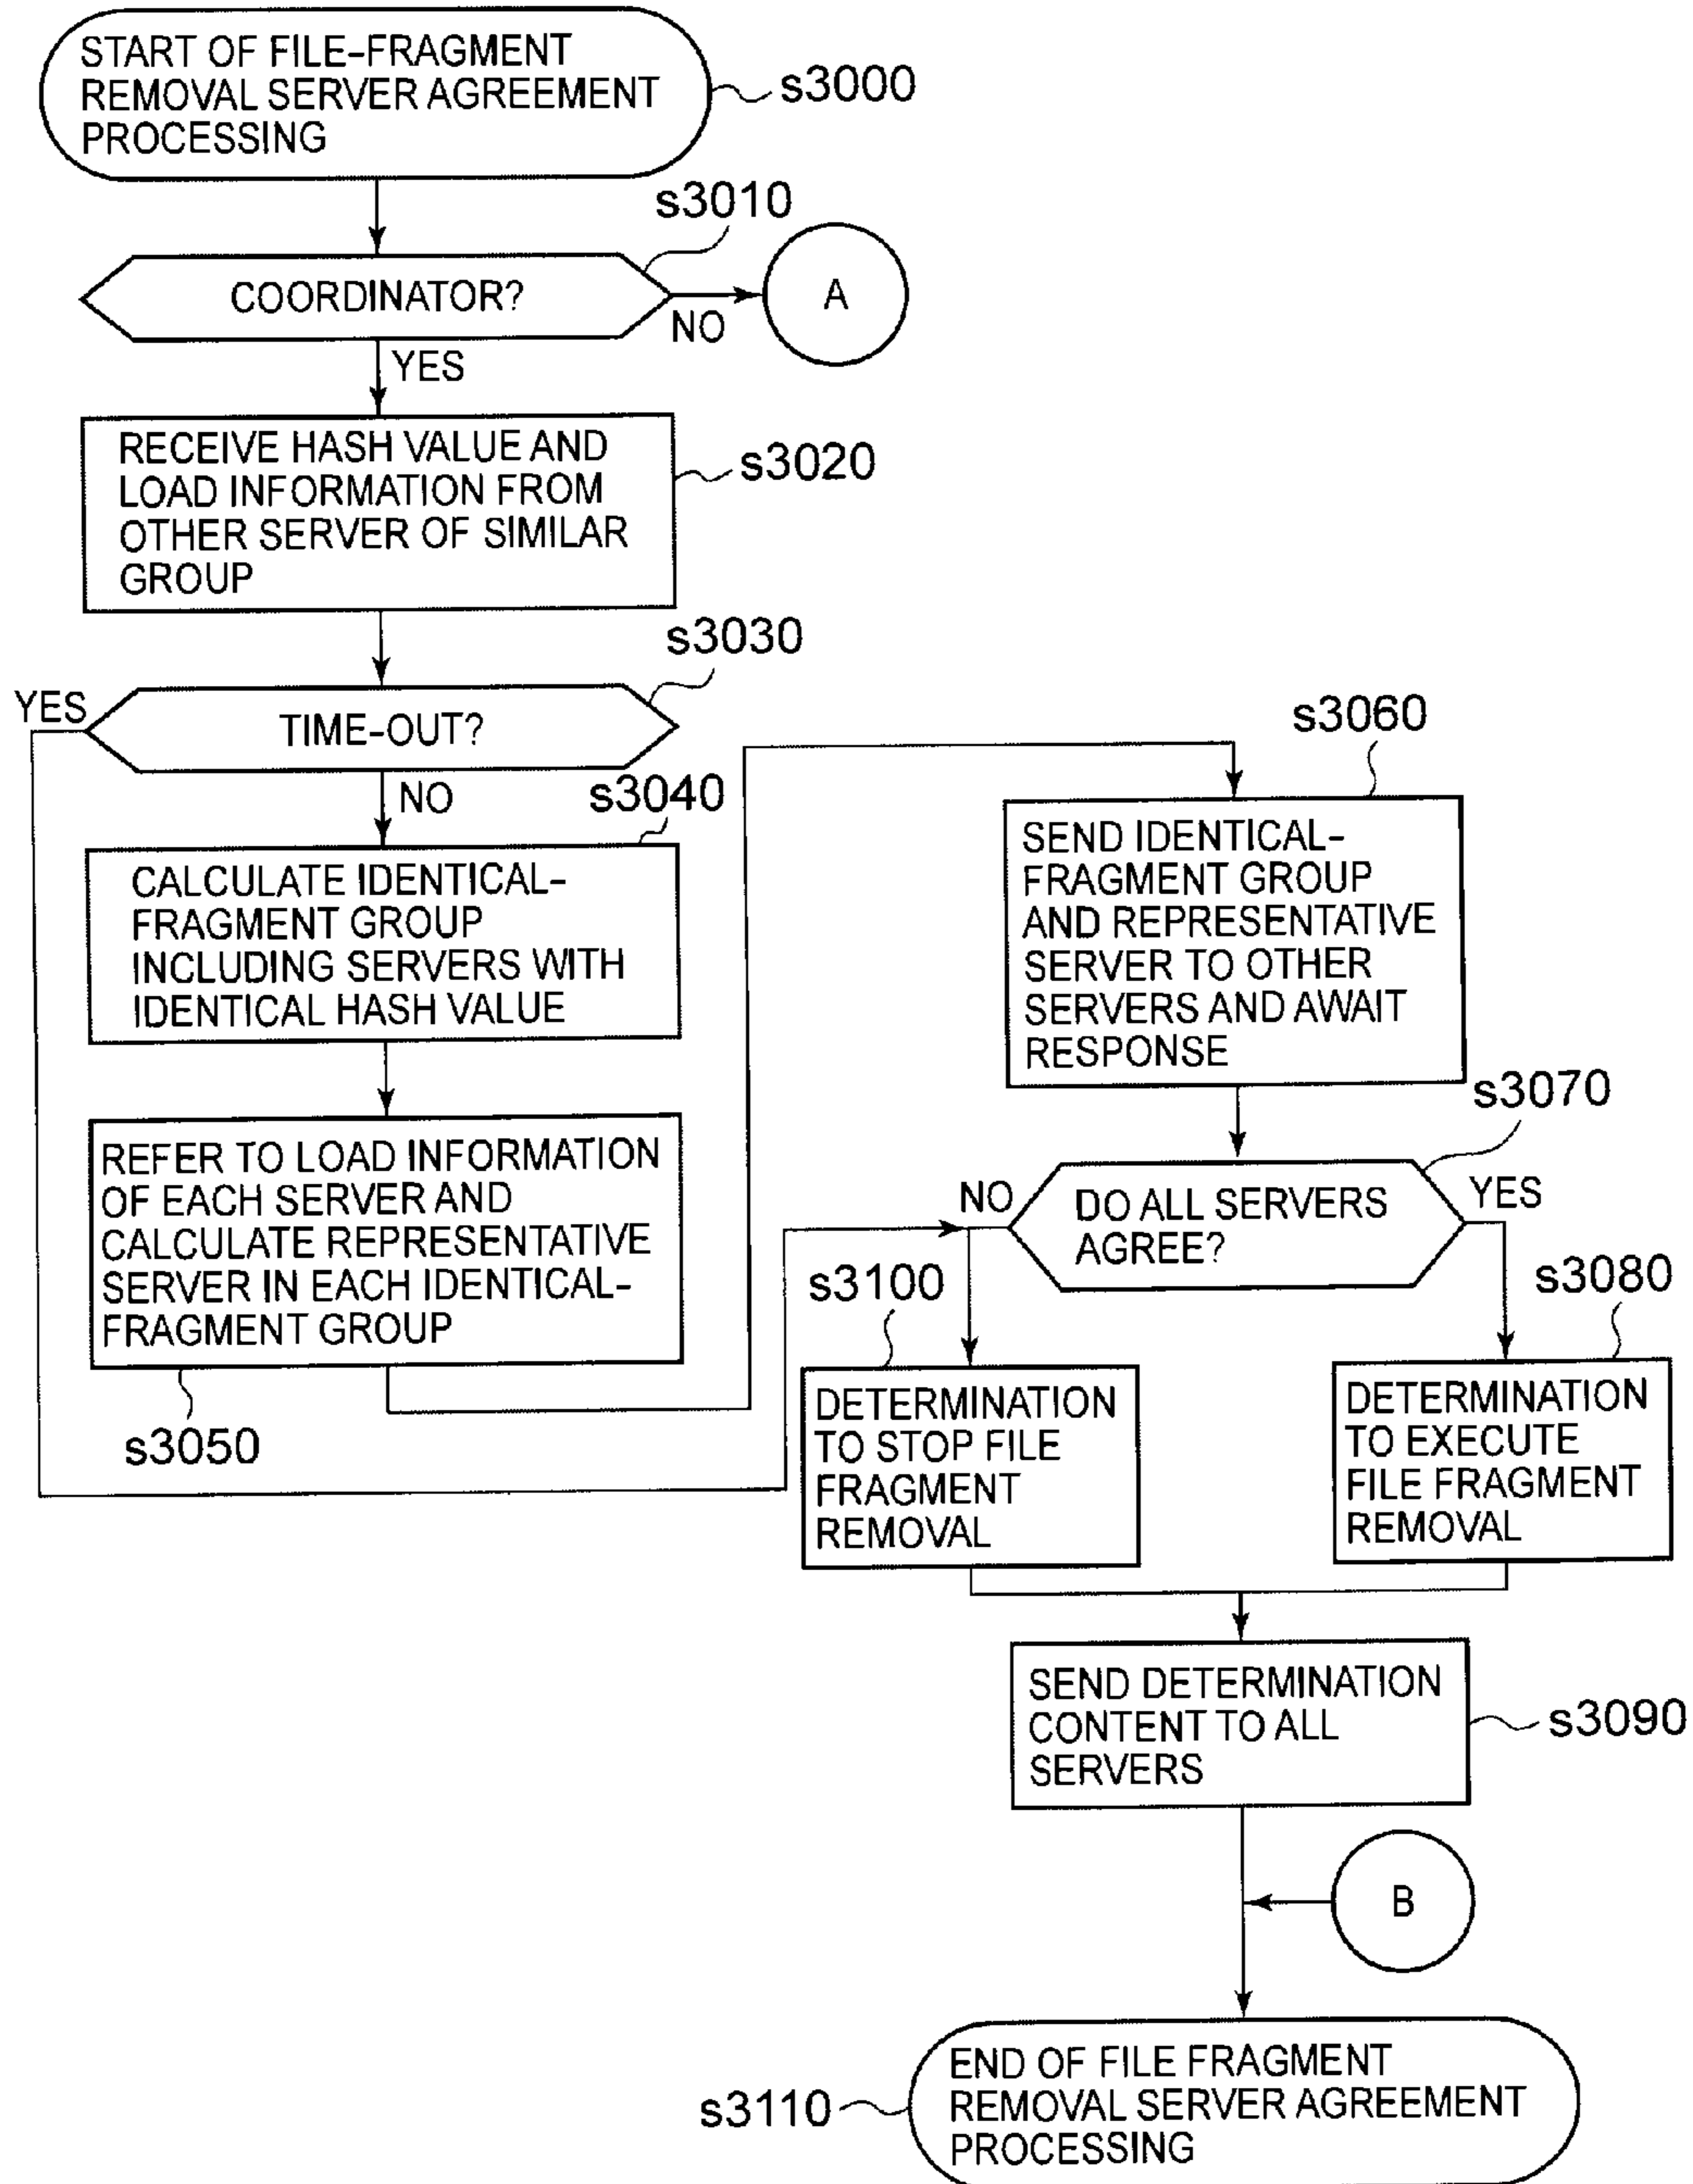 START OF FILE-FRAGMENT
REMOVAL SERVER AGREEMENT
PROCESSING
s3000
s3010
COORDINATOR?
NO
A
YES
RECEIVE HASH VALUE AND
LOAD INFORMATION FROM
OTHER SERVER OF SIMILAR
GROUP
s3020
s3030
YES
TIME-OUT?
NO
s3040
CALCULATE IDENTICAL-
FRAGMENT GROUP
INCLUDING SERVERS WITH
IDENTICAL HASH VALUE
REFER TO LOAD INFORMATION
OF EACH SERVER AND
CALCULATE REPRESENTATIVE
SERVER IN EACH IDENTICAL-
FRAGMENT GROUP
s3050
s3060
SEND IDENTICAL-
FRAGMENT GROUP
AND REPRESENTATIVE
SERVER TO OTHER
SERVERS AND AWAIT
RESPONSE
s3070
NO
DO ALL SERVERS
AGREE?
YES
s3100
s3080
DETERMINATION
TO STOP FILE
FRAGMENT
REMOVAL
DETERMINATION
TO EXECUTE
FILE FRAGMENT
REMOVAL
SEND DETERMINATION
CONTENT TO ALL
SERVERS
s3090
B
END OF FILE FRAGMENT
REMOVAL SERVER AGREEMENT
PROCESSING
s3110